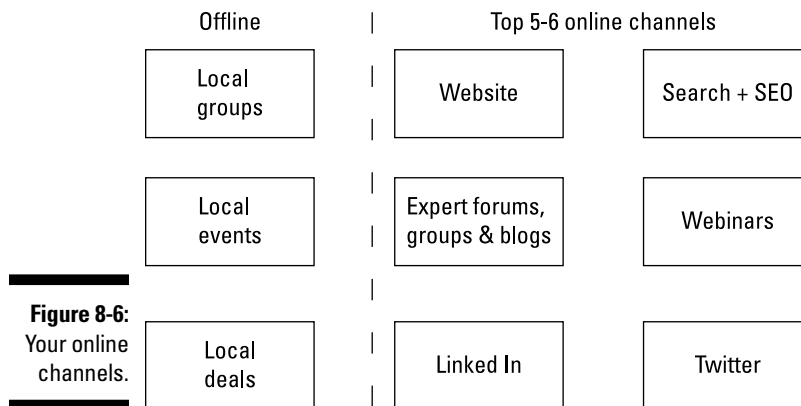 Offline
Top 5-6 online channels
Local
groups
Website
Search + SEO
Local
events
Expert forums,
groups & blogs
Webinars
Local
deals
Linked In
Twitter
Figure 8-6:
Your online
channels.